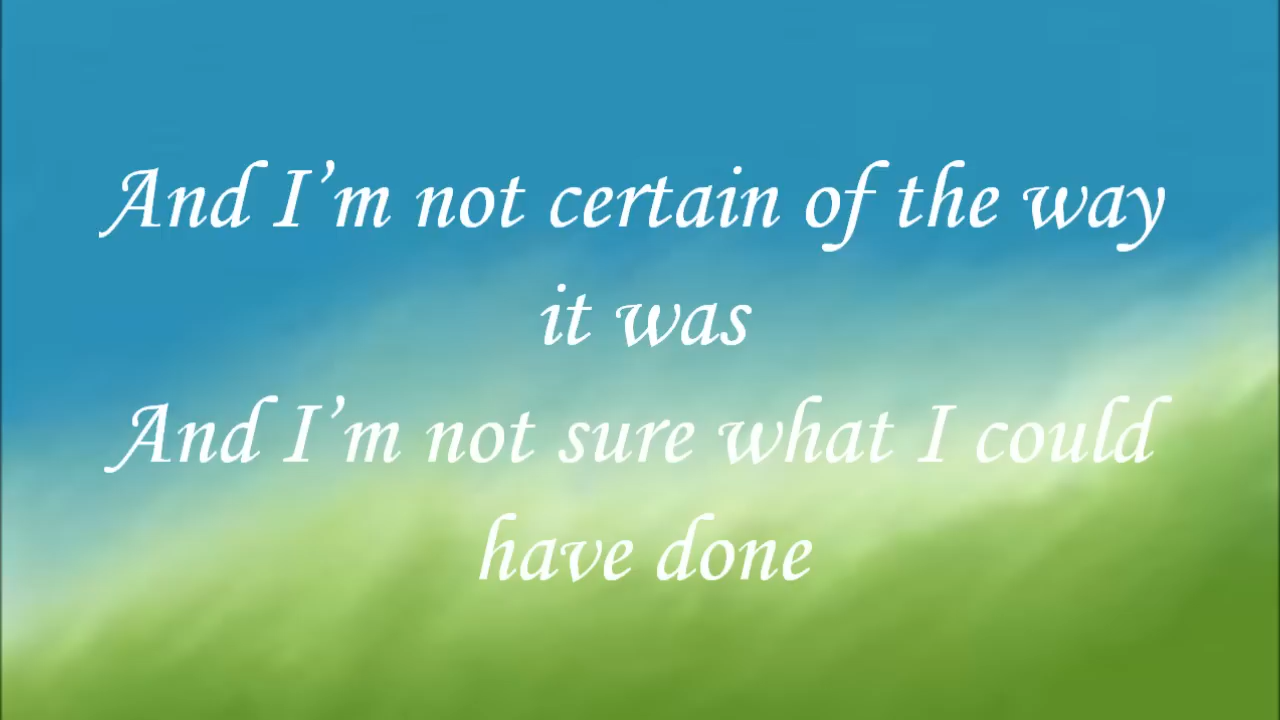 And I’m not certain of the way
it was
And I’m not sure what I could
have done